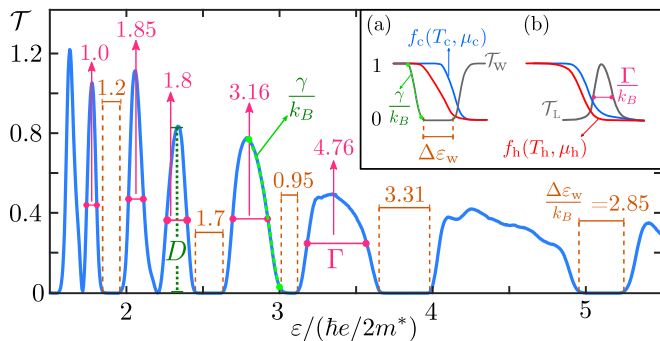 𝒯
1.2
0.8
0.4
0
2
3
4
5
ε/(ħe/2m*)
1.0
1.85
1.2
1.8
D
1.7
3.16
γ/k_B
0.95
4.76
Γ
3.31
Δε_w/k_B =2.85
(a)
f_c(T_c, μ_c)
(b)
1
0
𝒯_W
γ/k_B
Δε_w
Γ/k_B
𝒯_L
f_h(T_h, μ_h)